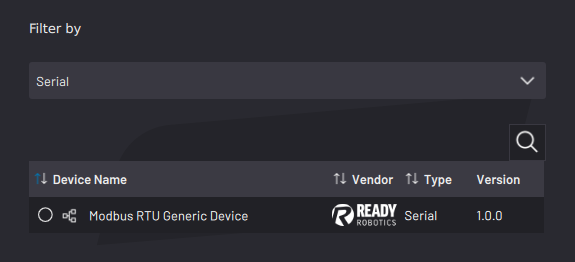 Filter by
Serial
Device Name Vendor Type Version
Modbus RTU Generic Device READY ROBOTICS Serial 1.0.0